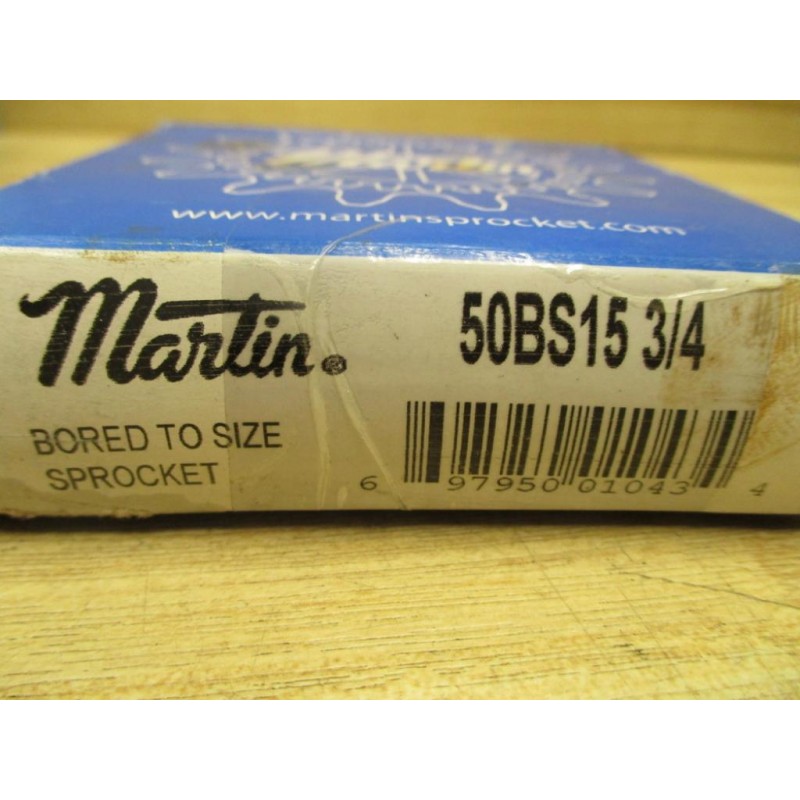 www.martinsprocket.com
Martin®
50BS15 3/4
BORED TO SIZE
SPROCKET
6 97950 01043 4